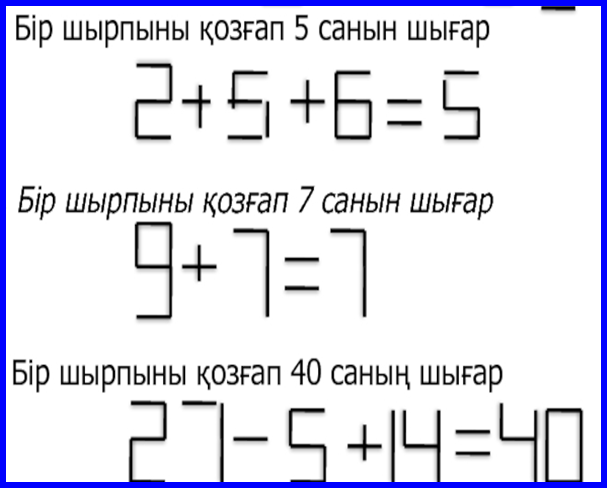 Бір шырпыны қозғап 5 санын шығар
2+5+6=5
Бір шырпыны қозғап 7 санын шығар
9+7=7
Бір шырпыны қозғап 40 саның шығар
27-5+14=40